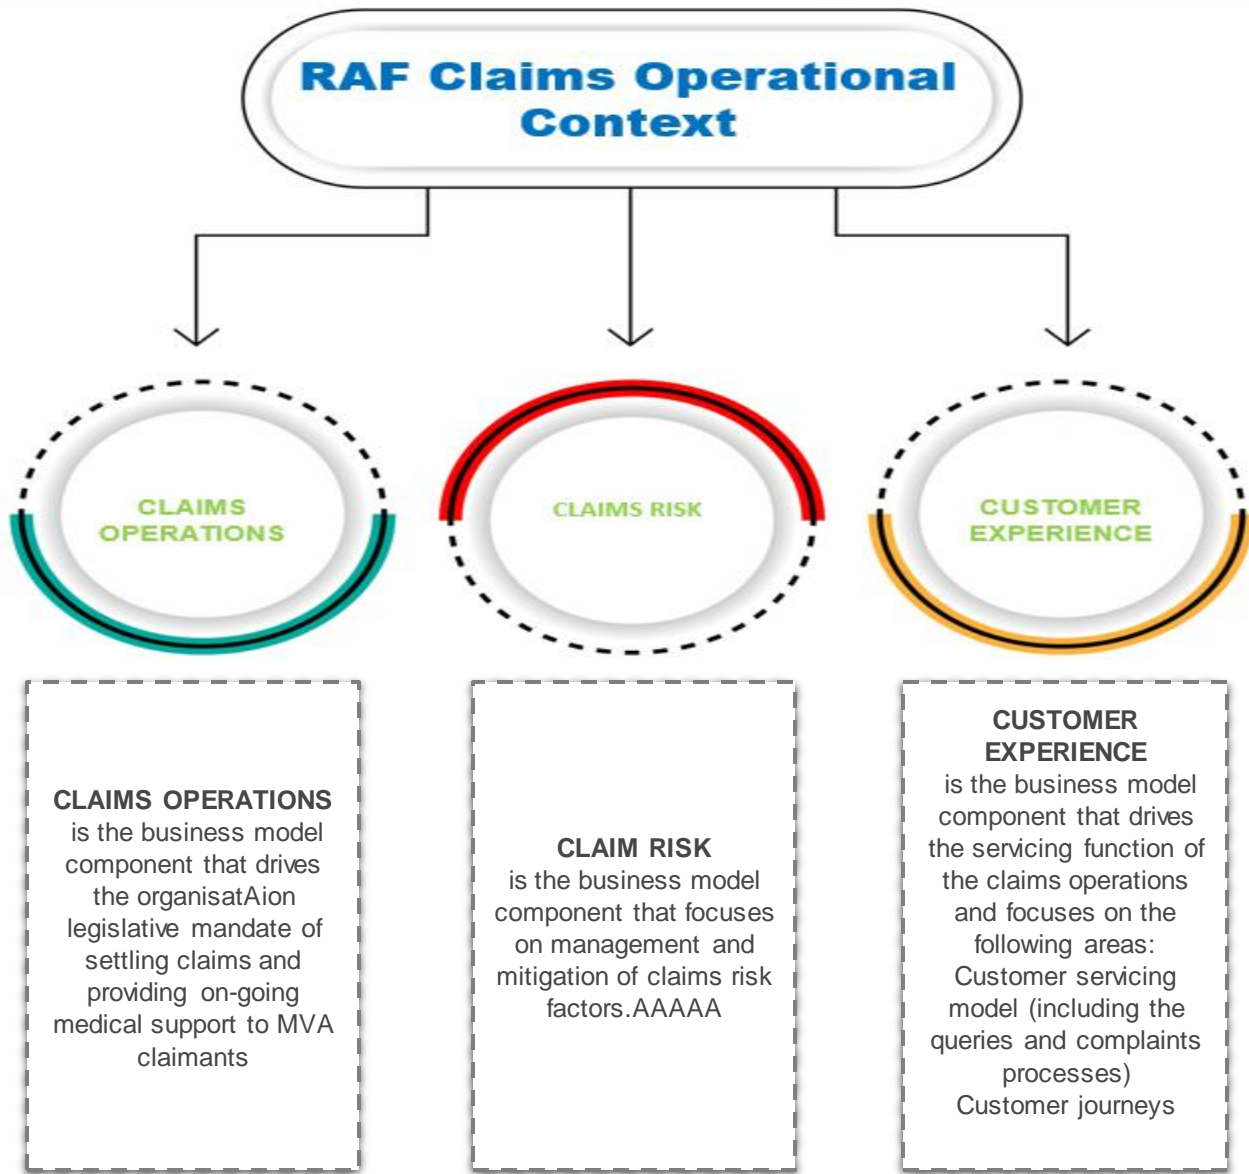 RAF Claims Operational
Context
CLAIMS
OPERATIONS
CLAIMS RISK
CUSTOMER
EXPERIENCE
CLAIMS OPERATIONS
is the business model
component that drives
the organisatAion
legislative mandate of
settling claims and
providing on-going
medical support to MVA
claimants
CLAIM RISK
is the business model
component that focuses
on management and
mitigation of claims risk
factors.AAAAA
CUSTOMER
EXPERIENCE
is the business model
component that drives
the servicing function of
the claims operations
and focuses on the
following areas:
Customer servicing
model (including the
queries and complaints
processes)
Customer journeys